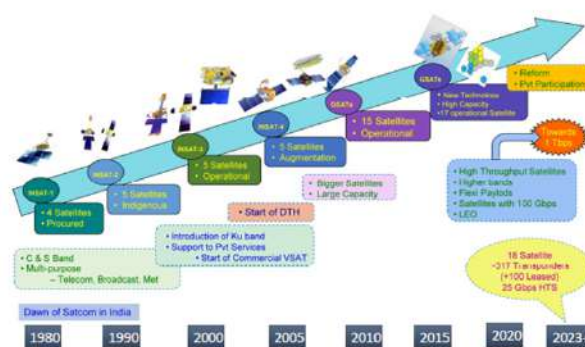 GSATs
• Reform
• Pvt Participation
• New Technology
• High Capacity
• 17 operational Satellite
GSATs
• 15 Satellites
• Operational
INSAT-4
• 5 Satellites
• Augmentation
INSAT-3
• 5 Satellites
• Operational
INSAT-2
• 5 Satellites
• Indigenous
INSAT-1
• 4 Satellites
• Procured
Towards
1 Tbps
• High Throughput Satellites
• Higher bands
• Flexi Paylods
• Satellites with 100 Gbps
• LEO
• Bigger Satellites
• Large Capacity
• Start of DTH
• Introduction of Ku band
• Support to Pvt Services
• Start of Commercial VSAT
• C & S Band
• Multi-purpose
– Telecom, Broadcast, Met
18 Satellite
~317 Transponders
(+100 Leased)
25 Gbps HTS
Dawn of Satcom in India
1980
1990
2000
2005
2010
2015
2020
2023